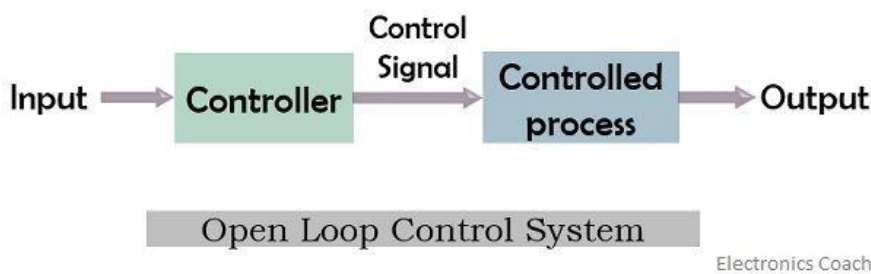 Control
Signal
Input
Controller
Controlled
process
Output
Open Loop Control System
Electronics Coach